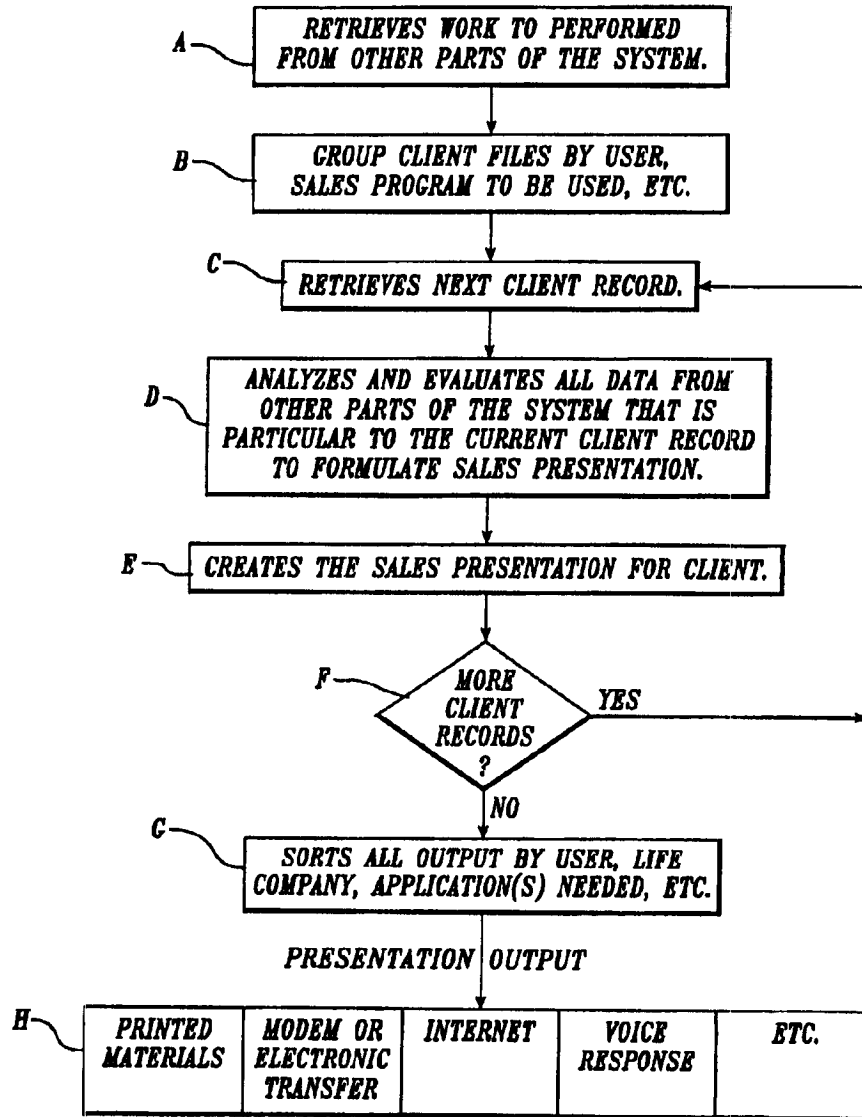 A
RETRIEVES WORK TO PERFORMED
FROM OTHER PARTS OF THE SYSTEM.
B
GROUP CLIENT FILES BY USER,
SALES PROGRAM TO BE USED, ETC.
C
RETRIEVES NEXT CLIENT RECORD.
D
ANALYZES AND EVALUATES ALL DATA FROM
OTHER PARTS OF THE SYSTEM THAT IS
PARTICULAR TO THE CURRENT CLIENT RECORD
TO FORMULATE SALES PRESENTATION.
E
CREATES THE SALES PRESENTATION FOR CLIENT.
F
MORE
CLIENT
RECORDS
?
YES
NO
G
SORTS ALL OUTPUT BY USER, LIFE
COMPANY, APPLICATION(S) NEEDED, ETC.
PRESENTATION OUTPUT
H
PRINTED
MATERIALS
MODEM OR
ELECTRONIC
TRANSFER
INTERNET
VOICE
RESPONSE
ETC.